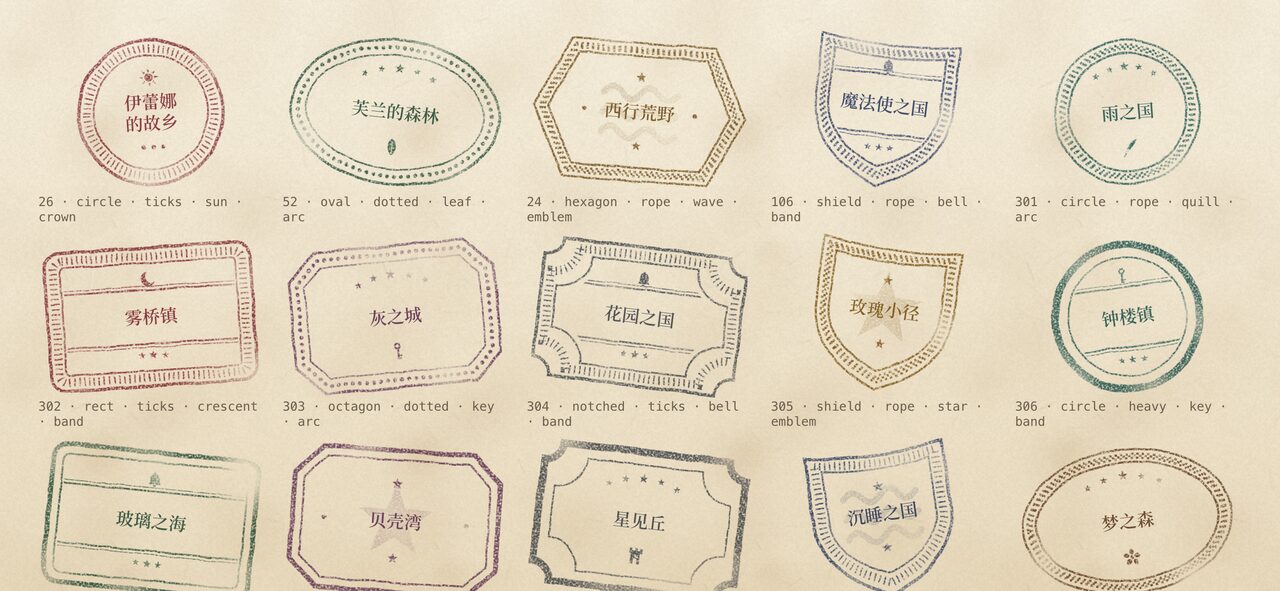 伊蕾娜
的故乡
芙兰的森林
西行荒野
魔法使之国
雨之国
26 · circle · ticks · sun ·
crown
52 · oval · dotted · leaf ·
arc
24 · hexagon · rope · wave ·
emblem
106 · shield · rope · bell ·
band
301 · circle · rope · quill ·
arc
雾桥镇
灰之城
花园之国
玫瑰小径
钟楼镇
302 · rect · ticks · crescent
· band
303 · octagon · dotted · key
· arc
304 · notched · ticks · bell
· band
305 · shield · rope · star ·
emblem
306 · circle · heavy · key ·
band
玻璃之海
贝壳湾
星见丘
沉睡之国
梦之森